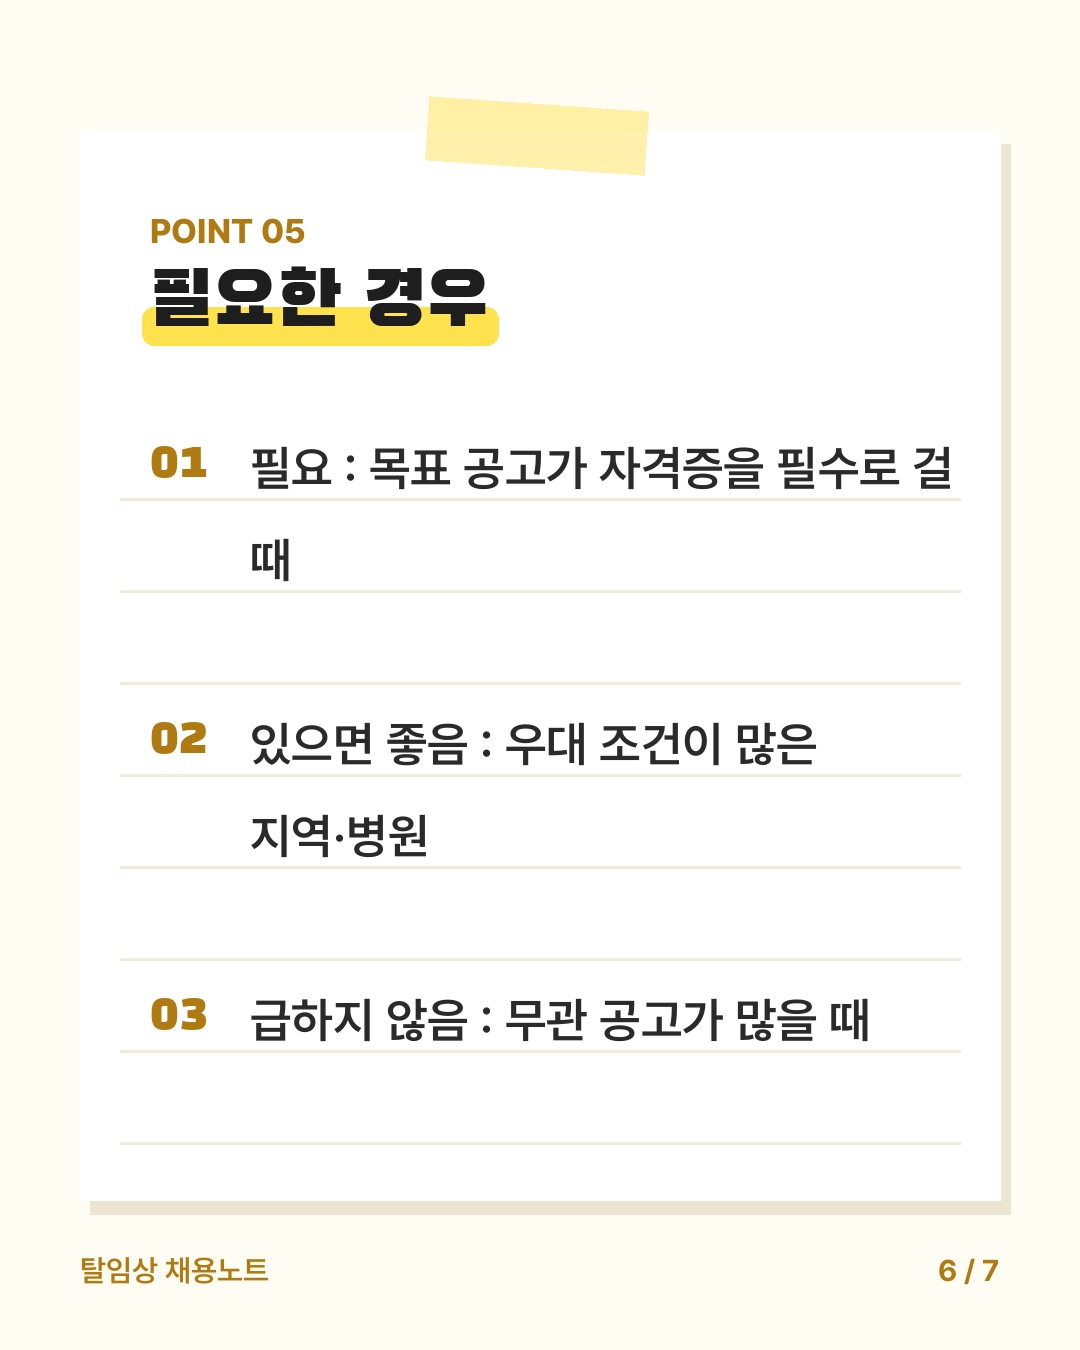 POINT 05
필요한 경우
01 필요 : 목표 공고가 자격증을 필수로 걸
때
02 있으면 좋음 : 우대 조건이 많은
지역·병원
03 급하지 않음 : 무관 공고가 많을 때
탈임상 채용노트
6 / 7